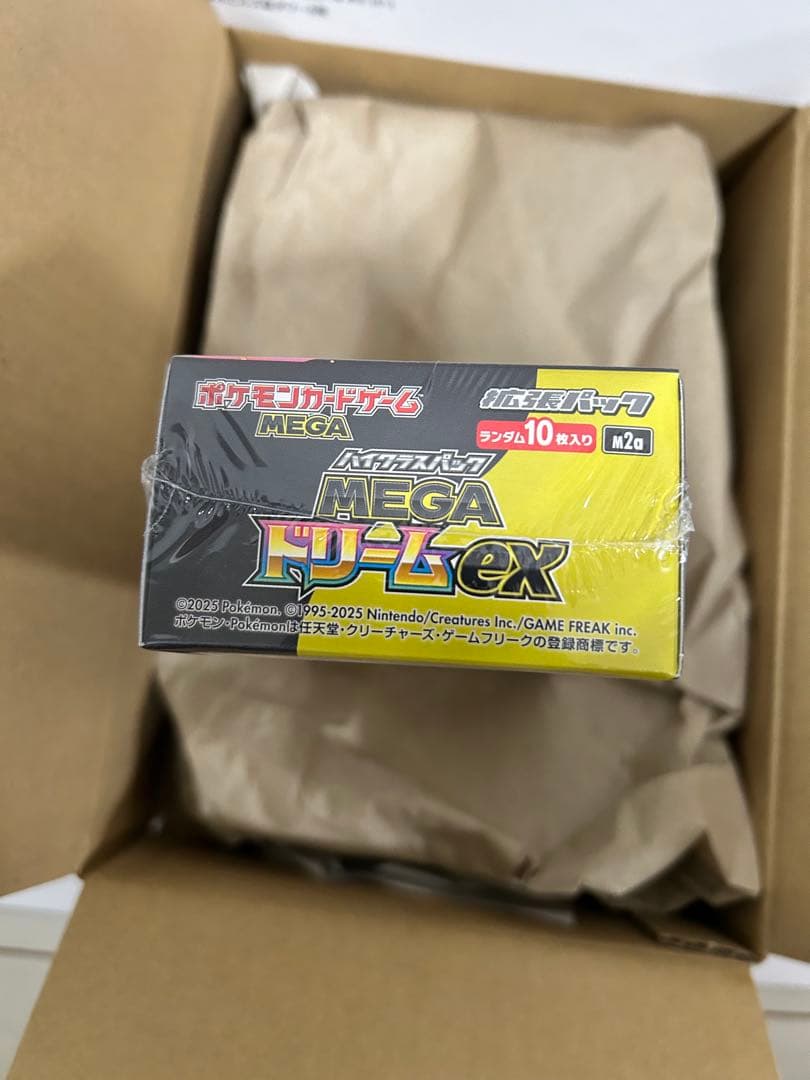 ポケモンカードゲーム
MEGA
拡張パック
ランダム10枚入り
M2a
ハイクラスパック
MEGA
ドリームex
©2025 Pokémon. ©1995-2025 Nintendo/Creatures Inc./GAME FREAK inc.
ポケモン・Pokémonは任天堂・クリーチャーズ・ゲームフリークの登録商標です。